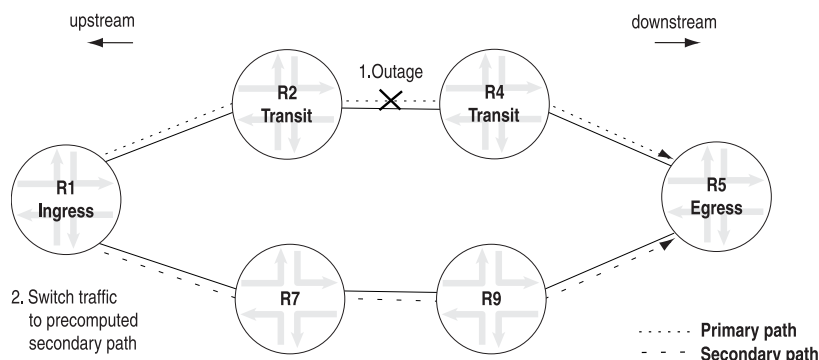 upstream
downstream
1.Outage
R2
Transit
R4
Transit
R1
Ingress
R5
Egress
R7
R9
2. Switch traffic
to precomputed
secondary path
Primary path
Secondary path